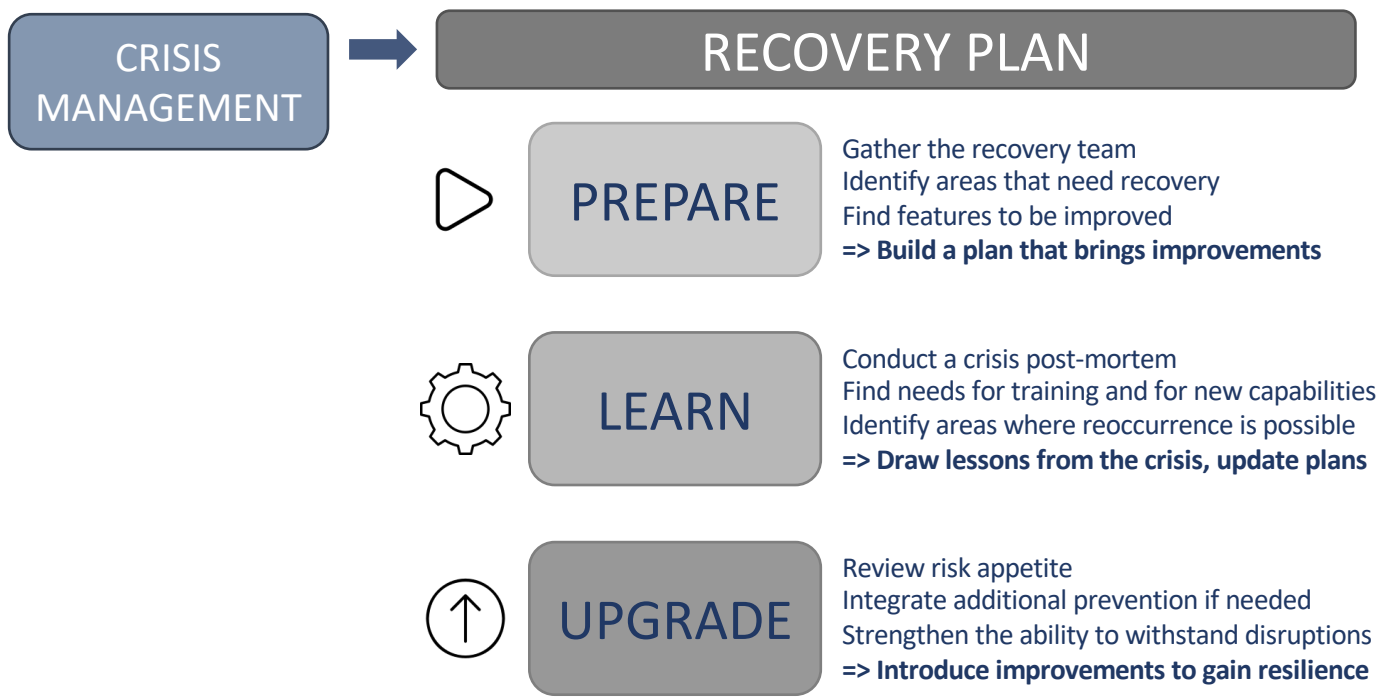 CRISIS
MANAGEMENT
RECOVERY PLAN
PREPARE
Gather the recovery team
Identify areas that need recovery
Find features to be improved
=> Build a plan that brings improvements
LEARN
Conduct a crisis post-mortem
Find needs for training and for new capabilities
Identify areas where reoccurrence is possible
=> Draw lessons from the crisis, update plans
UPGRADE
Review risk appetite
Integrate additional prevention if needed
Strengthen the ability to withstand disruptions
=> Introduce improvements to gain resilience